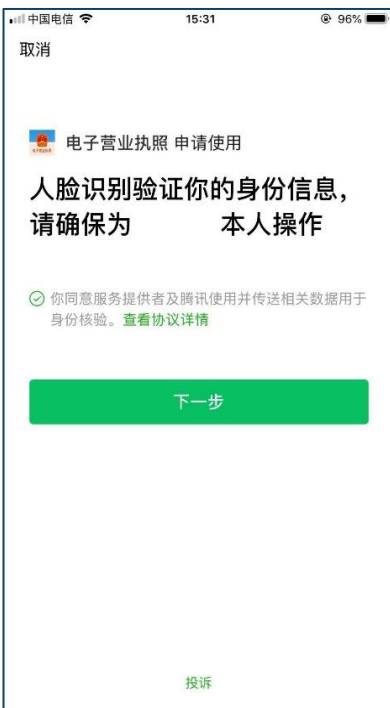 中国电信 15:31 96%
取消
电子营业执照 申请使用
人脸识别验证你的身份信息，
请确保为 本人操作
你同意服务提供者及腾讯使用并传送相关数据用于
身份核验。查看协议详情
下一步
投诉